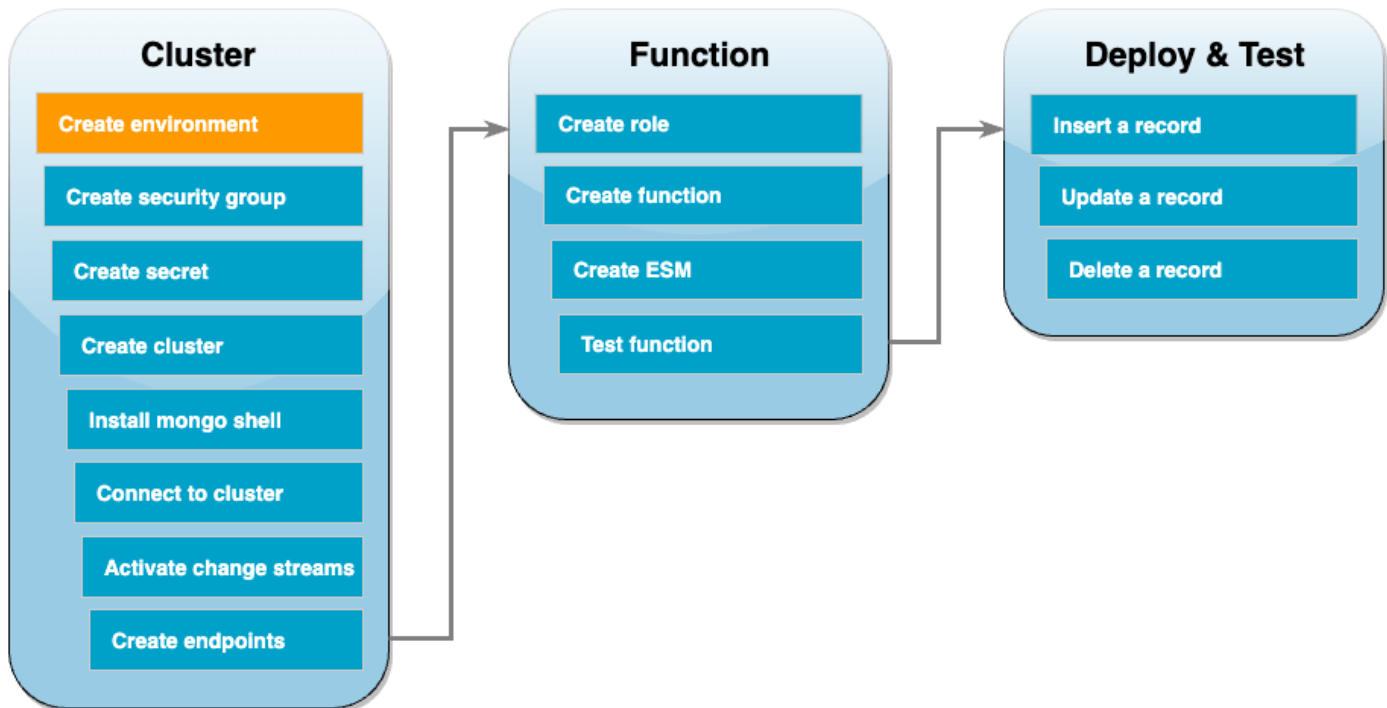 Cluster
Create environment
Create security group
Create secret
Create cluster
Install mongo shell
Connect to cluster
Activate change streams
Create endpoints
Function
Create role
Create function
Create ESM
Test function
Deploy & Test
Insert a record
Update a record
Delete a record